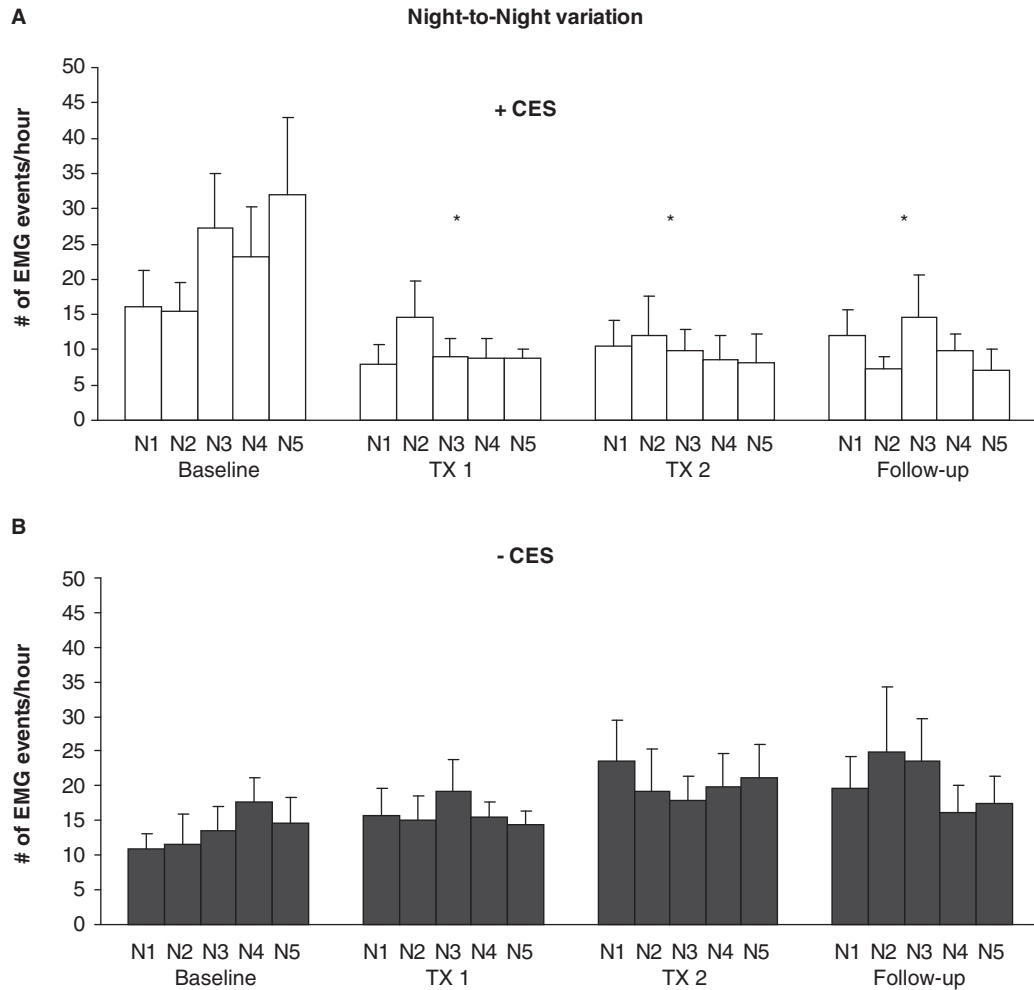 A
Night-to-Night variation
+ CES
# of EMG events/hour
50
45
40
35
30
25
20
15
10
5
0
* * *
N1 N2 N3 N4 N5 N1 N2 N3 N4 N5 N1 N2 N3 N4 N5 N1 N2 N3 N4 N5
Baseline TX 1 TX 2 Follow-up
B
- CES
# of EMG events/hour
50
45
40
35
30
25
20
15
10
5
0
N1 N2 N3 N4 N5 N1 N2 N3 N4 N5 N1 N2 N3 N4 N5 N1 N2 N3 N4 N5
Baseline TX 1 TX 2 Follow-up